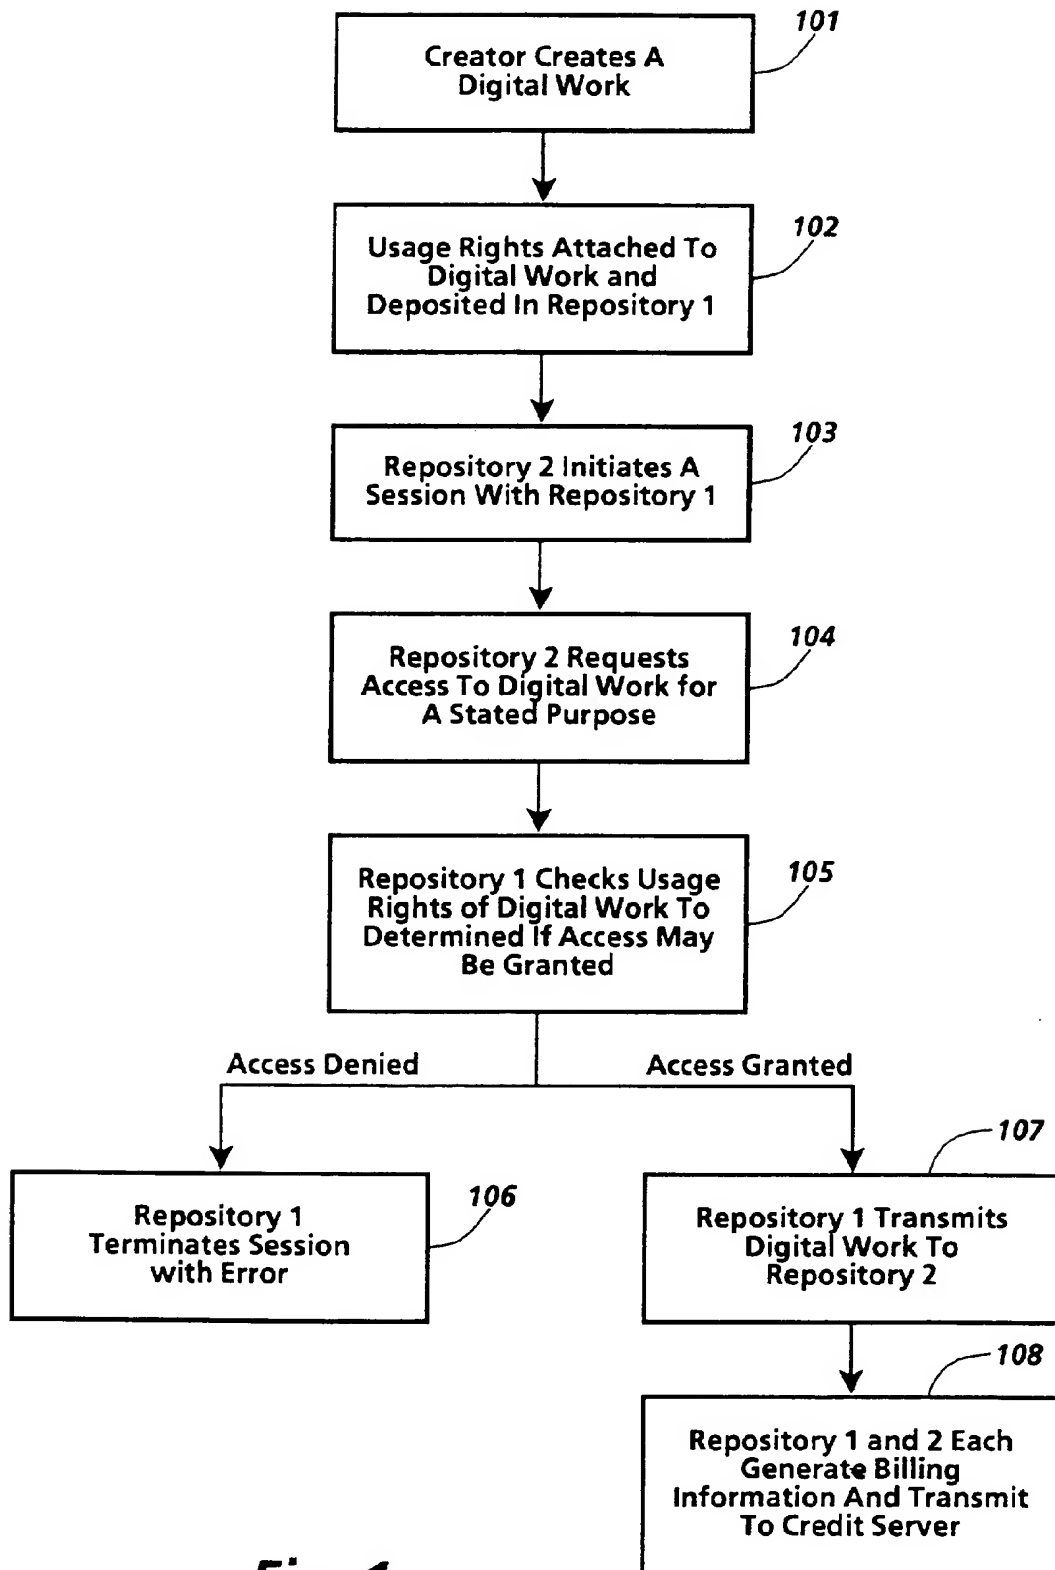 101
Creator Creates A
Digital Work
102
Usage Rights Attached To
Digital Work and
Deposited In Repository 1
103
Repository 2 Initiates A
Session With Repository 1
104
Repository 2 Requests
Access To Digital Work for
A Stated Purpose
105
Repository 1 Checks Usage
Rights of Digital Work To
Determined If Access May
Be Granted
Access Denied
Access Granted
106
Repository 1
Terminates Session
with Error
107
Repository 1 Transmits
Digital Work To
Repository 2
108
Repository 1 and 2 Each
Generate Billing
Information And Transmit
To Credit Server